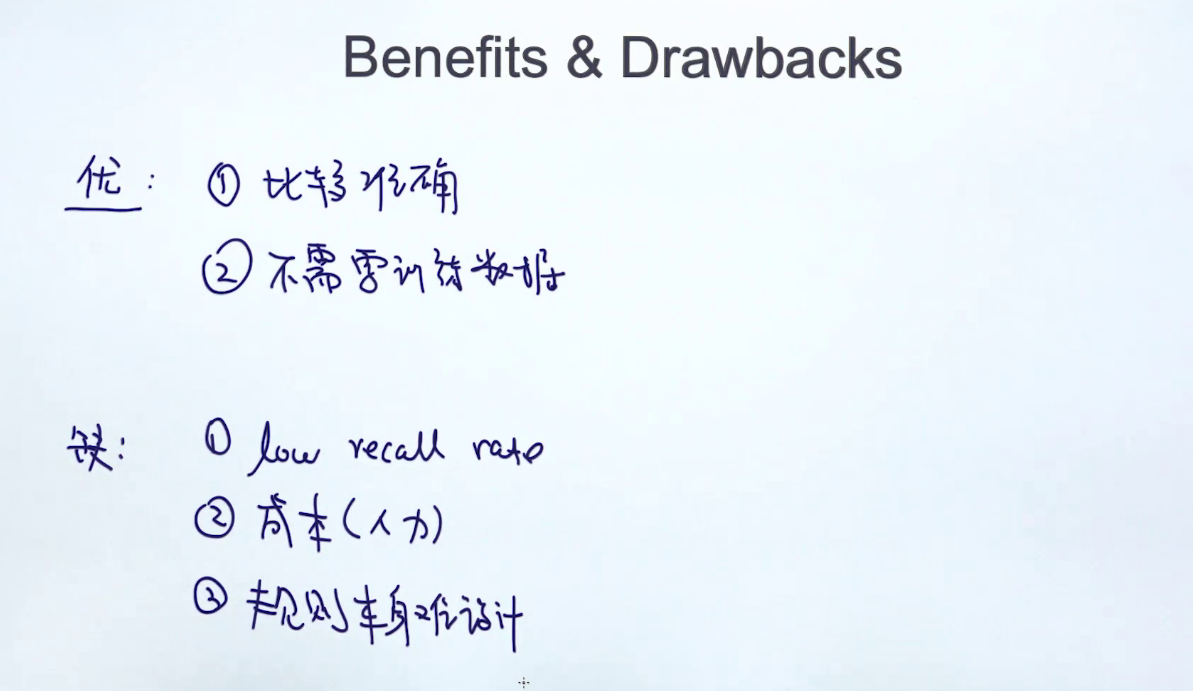 Benefits & Drawbacks
优: ① 比较准确
② 不需要训练数据
缺: ① low recall rate
② 成本(人力)
③ 规则本身难设计